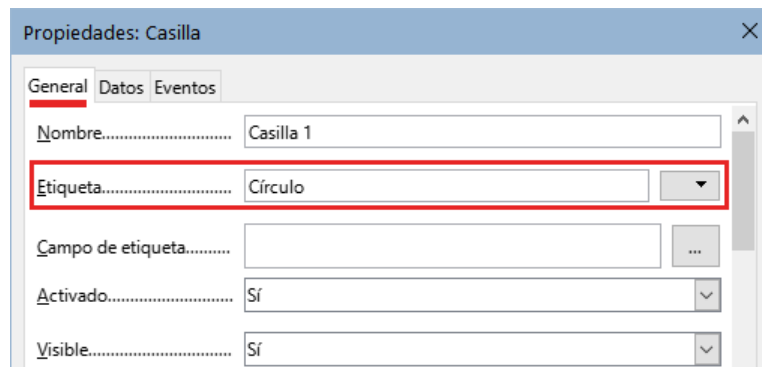 Propiedades: Casilla
General Datos Eventos
Nombre............................. Casilla 1
Etiqueta............................. Círculo
Campo de etiqueta.......... ...
Activado............................ Sí
Visible................................ Sí